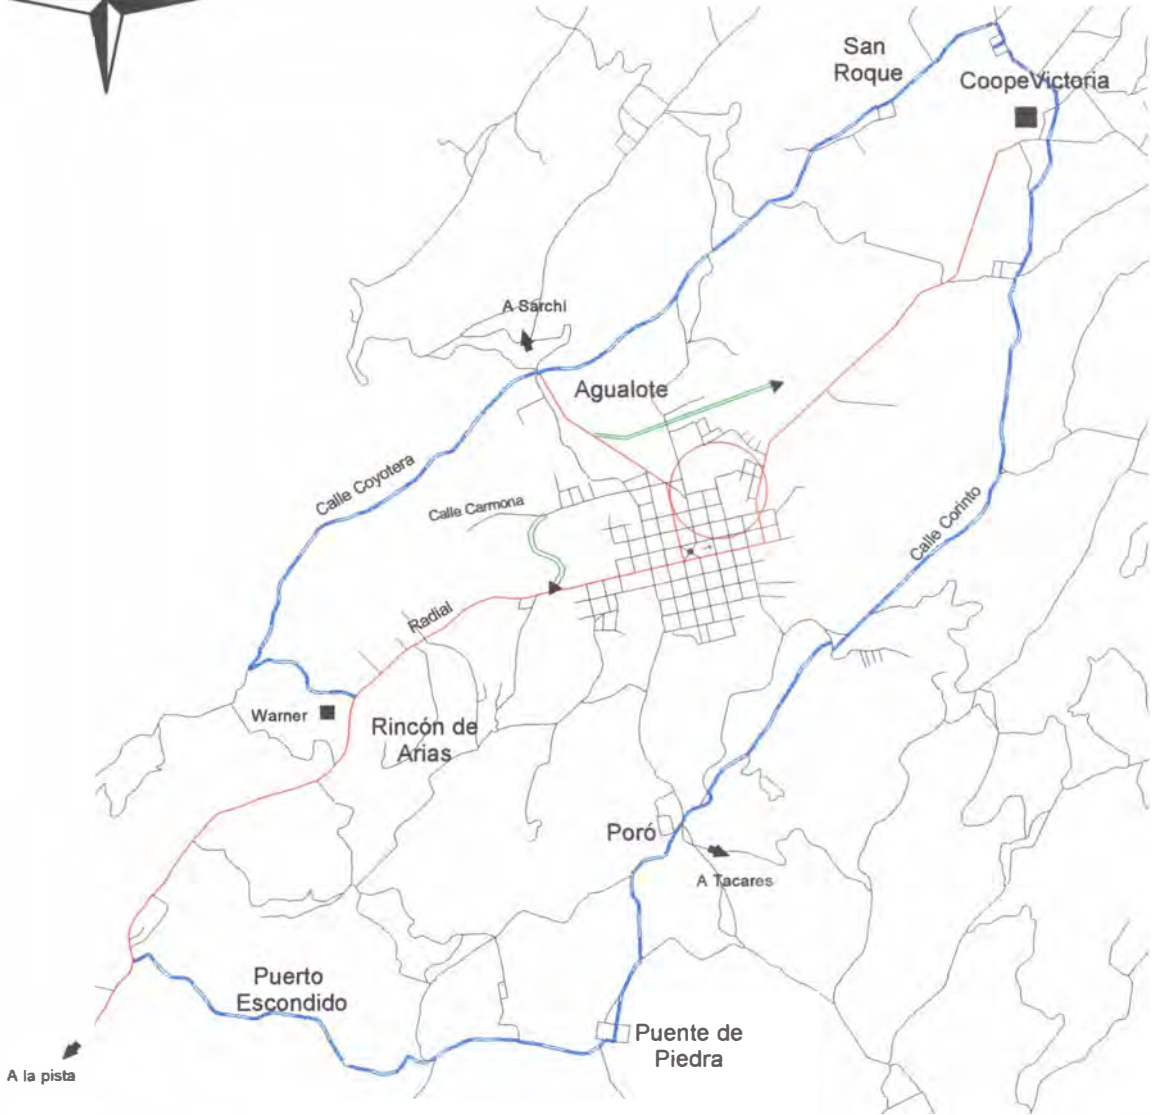 San
Roque
CoopeVictoria
A Sarchi
Agualote
Calle Coyotera
Calle Carmona
Calle Corinto
Radial
Warner
Rincón de
Arias
Poró
A Tacares
Puerto
Escondido
Puente de
Piedra
A la pista